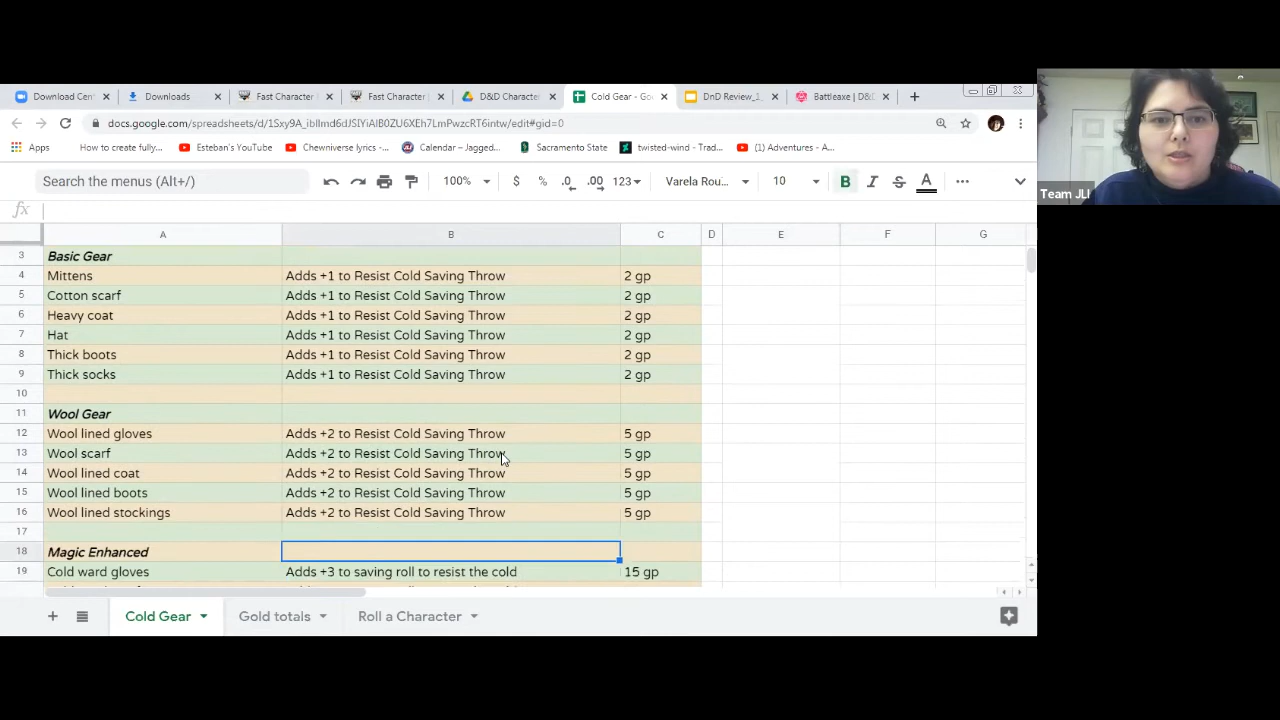 Download Cen
Downloads
Fast Character
Fast Character
D&D Characte
Cold Gear - Go
DnD Review_1
Battleaxe | D&D
docs.google.com/spreadsheets/d/1Sxy9A_ibIlmd6dJSIYiAlB0ZU6XEh7LmPwzcRT6intw/edit#gid=0
Apps
How to create fully...
Esteban's YouTube
Chewniverse lyrics -...
Calendar – Jagged...
Sacramento State
twisted-wind - Trad...
(1) Adventures - A...
Search the menus (Alt+/)
100%
$ % .0 .00 123
Varela Rou...
10
B I S A
fx
A B C D E F G
3 Basic Gear
4 Mittens Adds +1 to Resist Cold Saving Throw 2 gp
5 Cotton scarf Adds +1 to Resist Cold Saving Throw 2 gp
6 Heavy coat Adds +1 to Resist Cold Saving Throw 2 gp
7 Hat Adds +1 to Resist Cold Saving Throw 2 gp
8 Thick boots Adds +1 to Resist Cold Saving Throw 2 gp
9 Thick socks Adds +1 to Resist Cold Saving Throw 2 gp
10
11 Wool Gear
12 Wool lined gloves Adds +2 to Resist Cold Saving Throw 5 gp
13 Wool scarf Adds +2 to Resist Cold Saving Throw 5 gp
14 Wool lined coat Adds +2 to Resist Cold Saving Throw 5 gp
15 Wool lined boots Adds +2 to Resist Cold Saving Throw 5 gp
16 Wool lined stockings Adds +2 to Resist Cold Saving Throw 5 gp
17
18 Magic Enhanced
19 Cold ward gloves Adds +3 to saving roll to resist the cold 15 gp
Cold Gear
Gold totals
Roll a Character
Team JLI